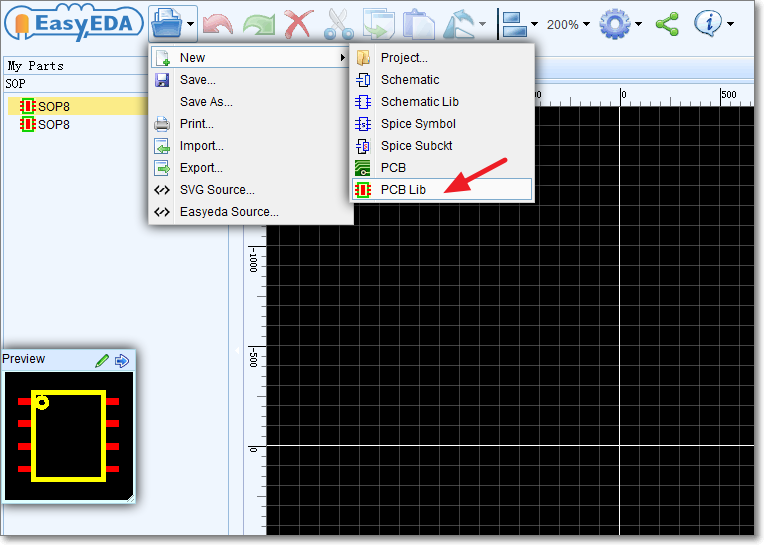 EasyEDA
200%
My Parts
SOP
SOP8
SOP8
New
Save...
Save As...
Print...
Import...
Export...
SVG Source...
Easyeda Source...
Project...
Schematic
Schematic Lib
Spice Symbol
Spice Subckt
PCB
PCB Lib
0
500
-1000
-500
0
Preview